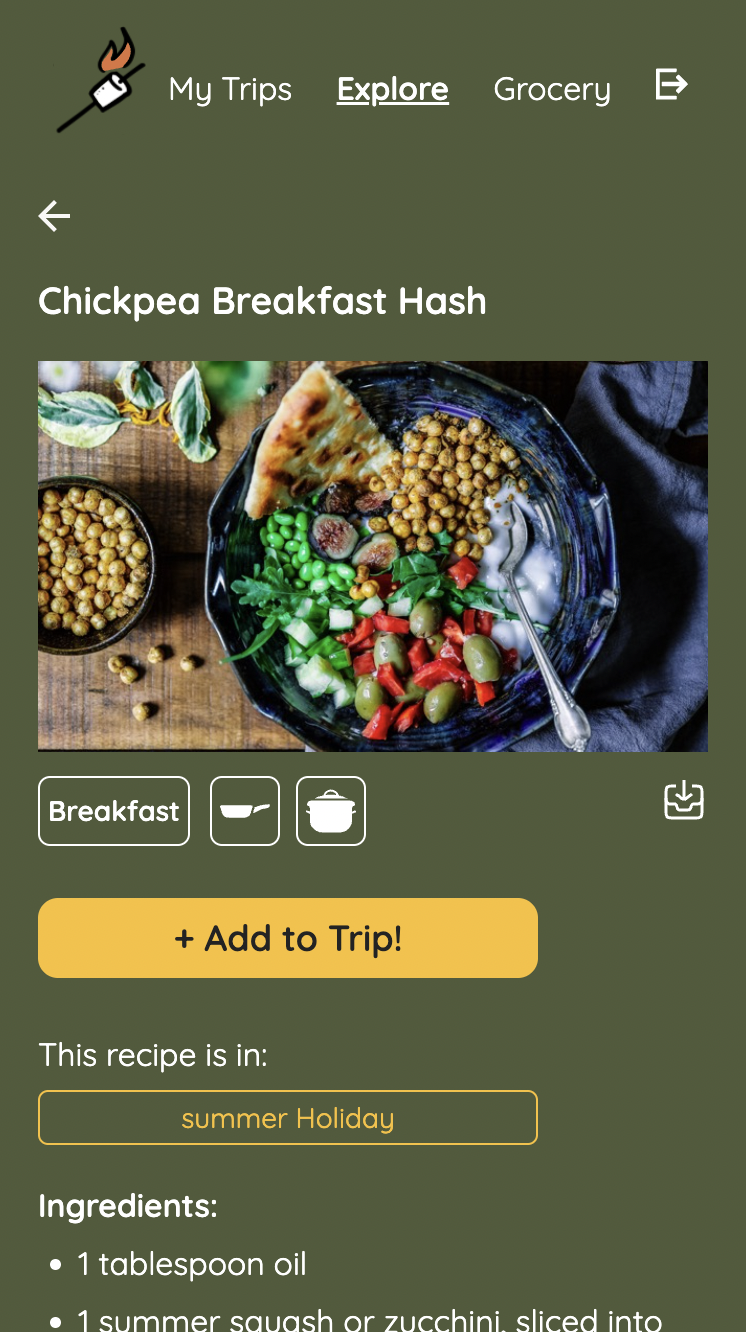 My Trips Explore Grocery
Chickpea Breakfast Hash
Breakfast
+ Add to Trip!
This recipe is in:
summer Holiday
Ingredients:
• 1 tablespoon oil
• 1 summer squash or zucchini, sliced into